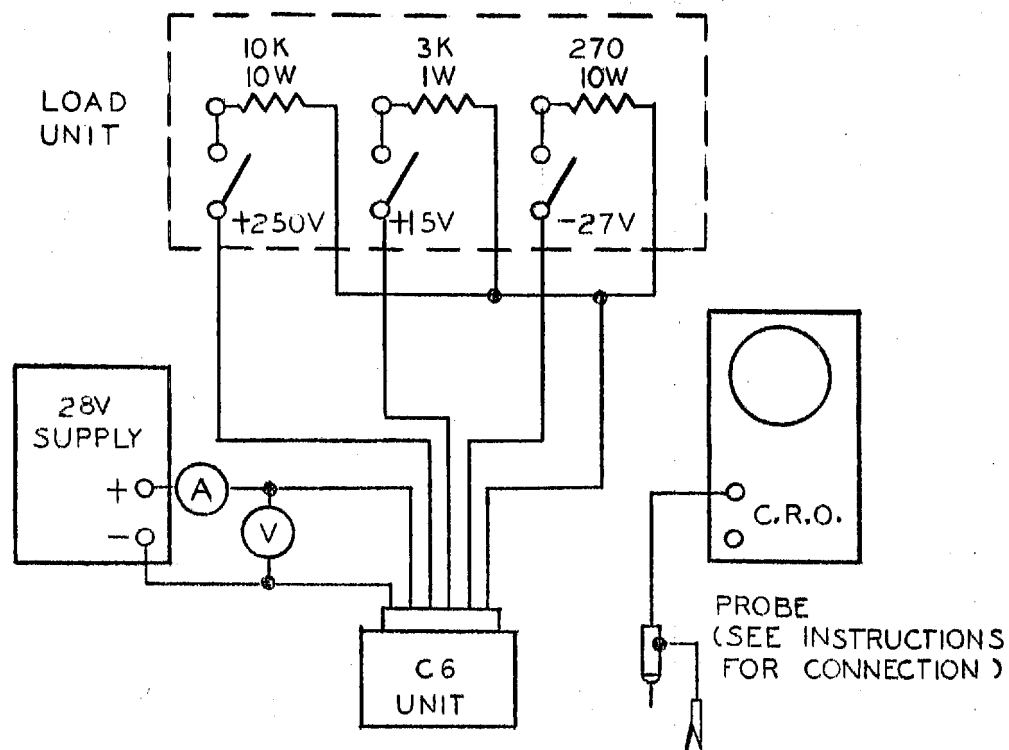 10K
10W
3K
1W
270
10W
LOAD
UNIT
+250V
+15V
-27V
28V
SUPPLY
+
-
A
V
C.R.O.
C6
UNIT
PROBE
(SEE INSTRUCTIONS
FOR CONNECTION)